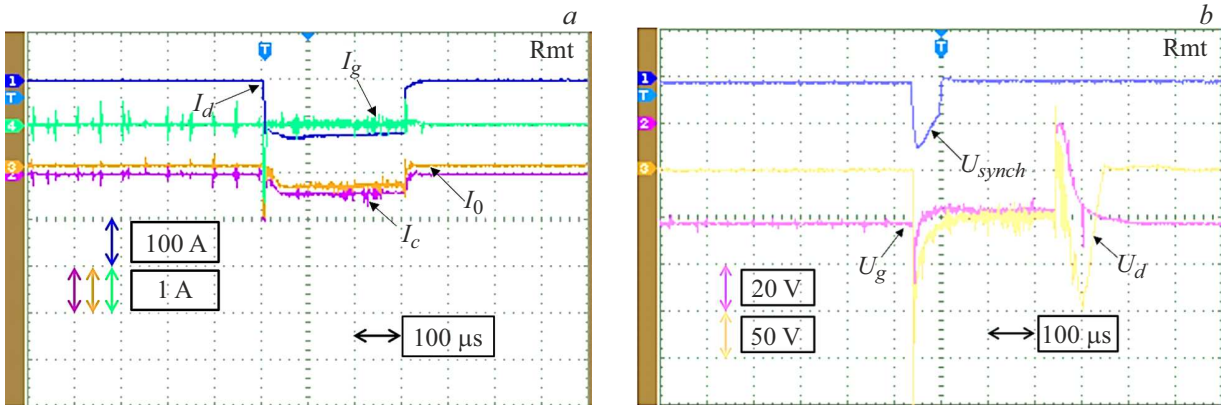 a
Rmt
T
1
I_d
I_g
T
4
3
2
I_0
I_c
100 A
1 A
100 µs
b
Rmt
T
1
T
2
U_synch
3
U_g
U_d
20 V
50 V
100 µs